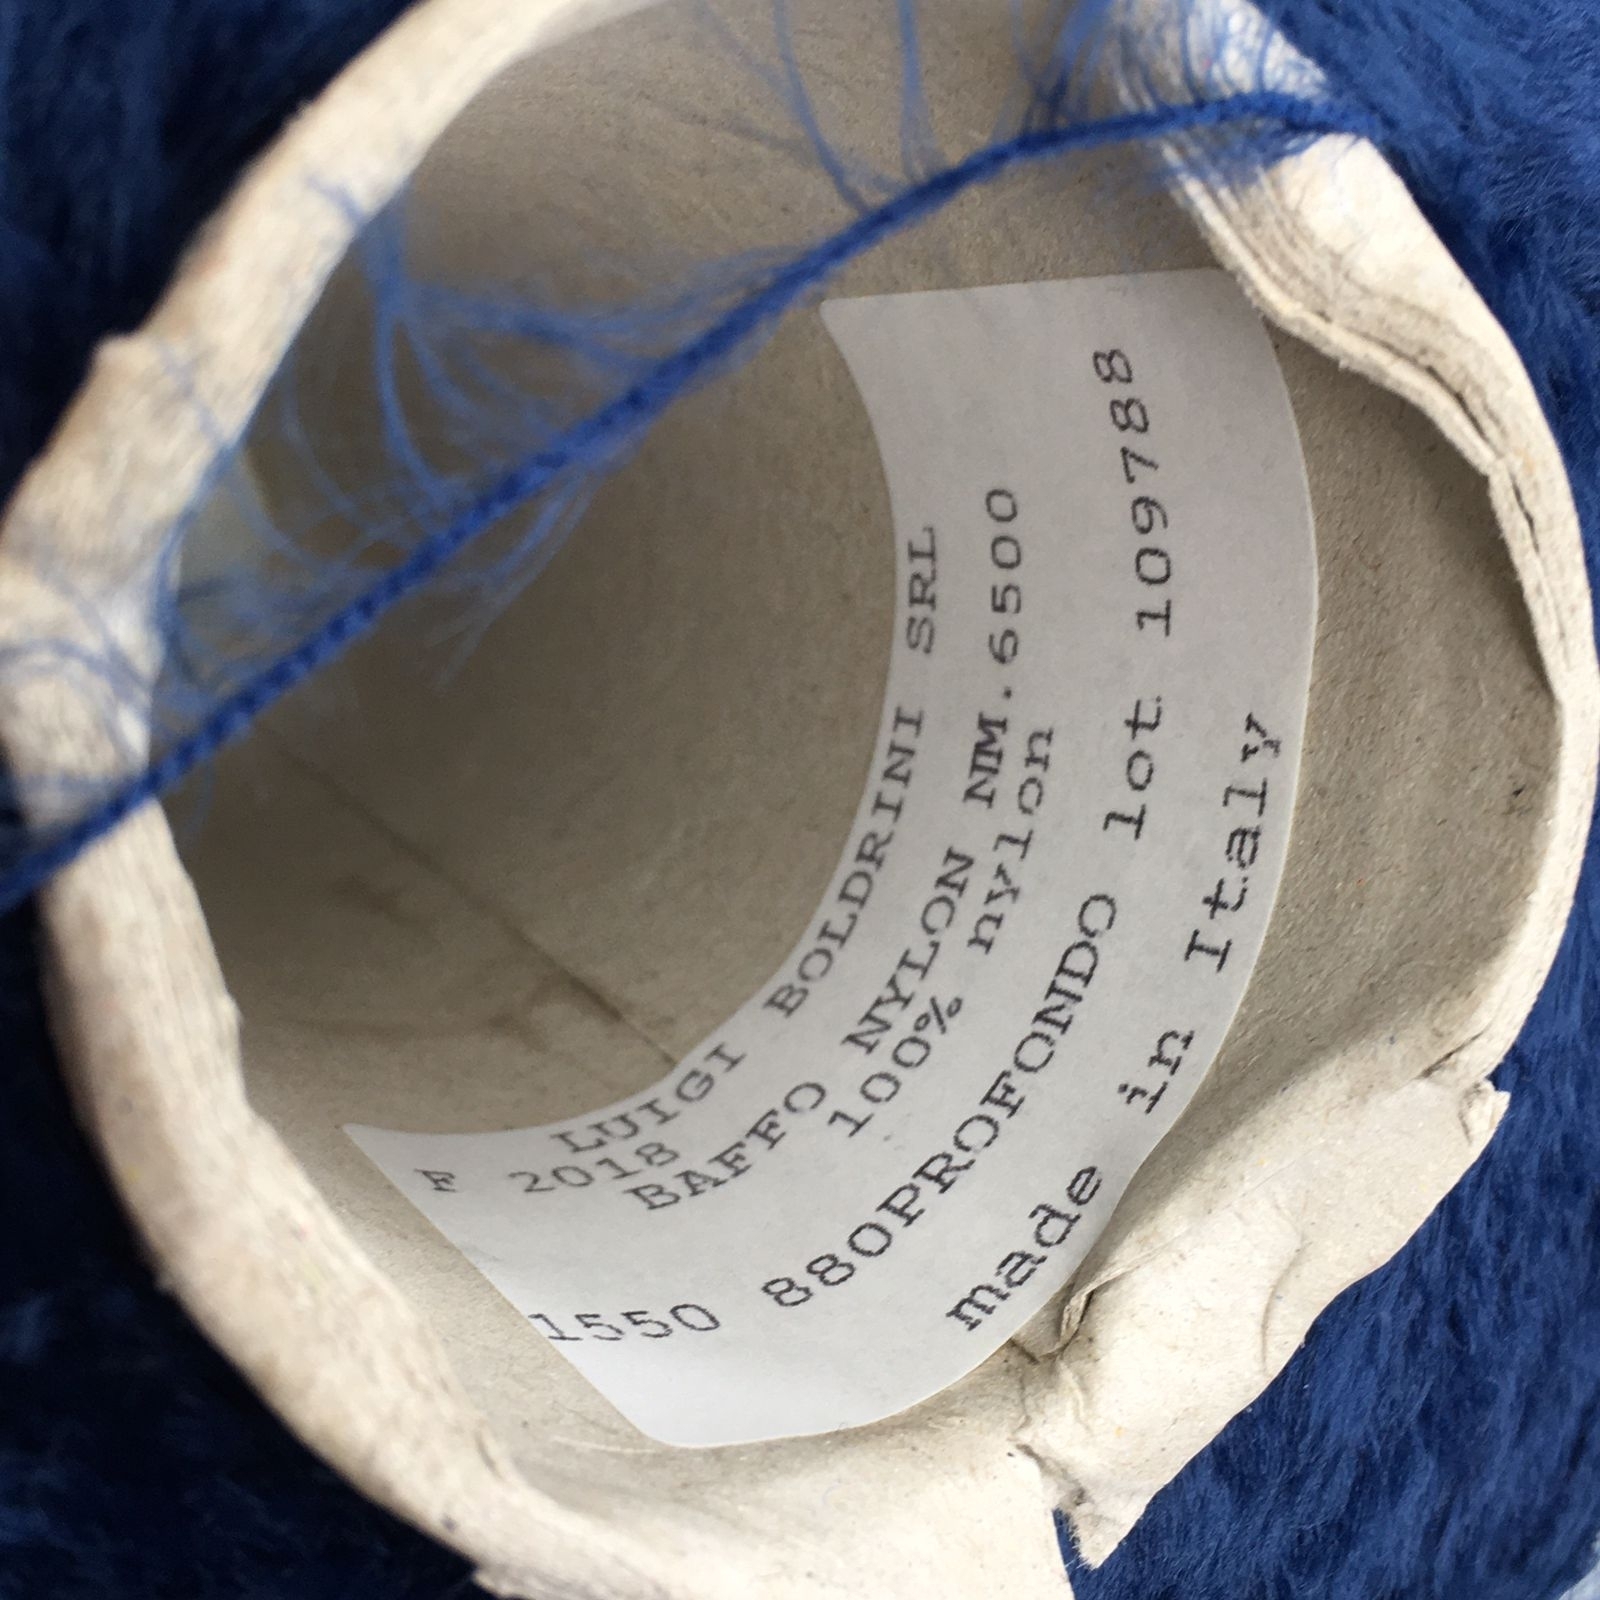 LUIGI BOLDRINI SRL
F 2018
BAFFO NYLON NM.6500
100% nylon
1550 880PROFONDO lot 109788
made in Italy